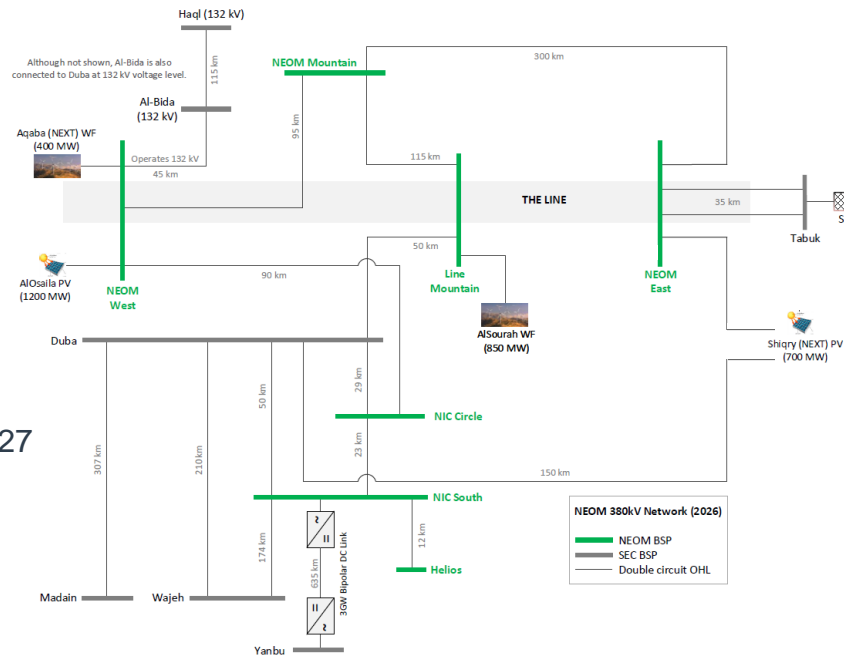 Haql (132 kV)
Although not shown, Al-Bida is also
connected to Duba at 132 kV voltage level.
115 km
NEOM Mountain
300 km
Al-Bida
(132 kV)
95 km
Aqaba (NEXT) WF
(400 MW)
Operates 132 kV
45 km
115 km
THE LINE
35 km
S
Tabuk
50 km
AlOsaila PV
(1200 MW)
90 km
NEOM
West
Line
Mountain
NEOM
East
AlSourah WF
(850 MW)
Shiqry (NEXT) PV
(700 MW)
Duba
29 km
50 km
NIC Circle
27
307 km
210 km
23 km
150 km
NIC South
NEOM 380kV Network (2026)
NEOM BSP
SEC BSP
Double circuit OHL
174 km
12 km
635 km
3GW Bipolar DC Link
Helios
Madain
Wajeh
Yanbu